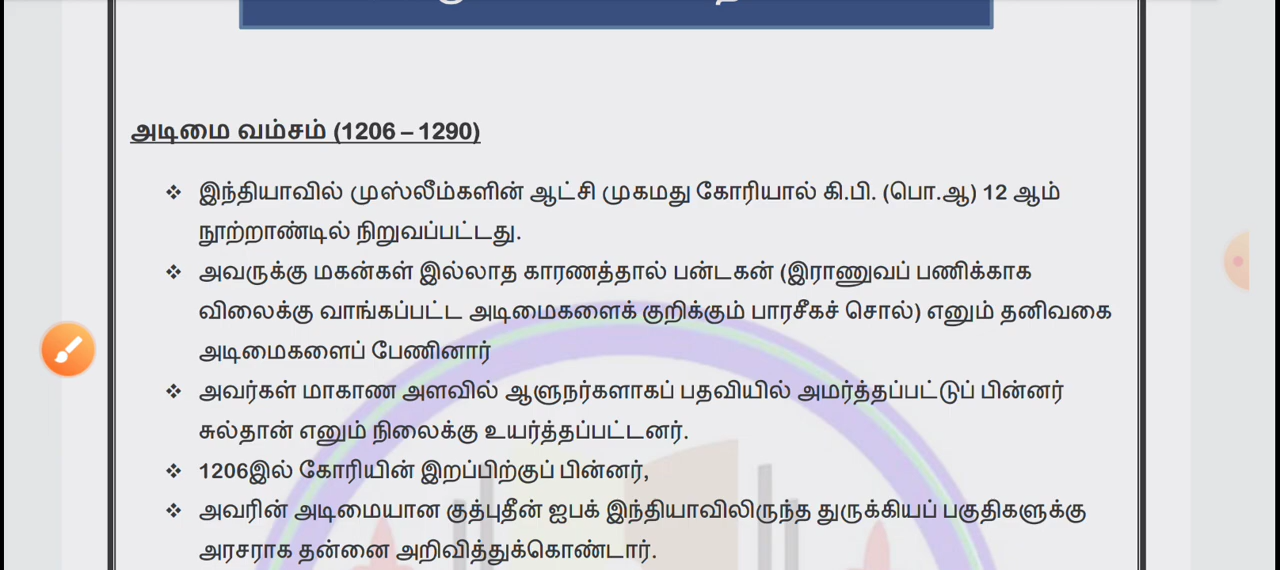 அடிமை வம்சம் (1206 – 1290)
❖ இந்தியாவில் முஸ்லீம்களின் ஆட்சி முகமது கோரியால் கி.பி. (பொ.ஆ) 12 ஆம்
நூற்றாண்டில் நிறுவப்பட்டது.
❖ அவருக்கு மகன்கள் இல்லாத காரணத்தால் பன்டகன் (இராணுவப் பணிக்காக
விலைக்கு வாங்கப்பட்ட அடிமைகளைக் குறிக்கும் பாரசீகச் சொல்) எனும் தனிவகை
அடிமைகளைப் பேணினார்
❖ அவர்கள் மாகாண அளவில் ஆளுநர்களாகப் பதவியில் அமர்த்தப்பட்டுப் பின்னர்
சுல்தான் எனும் நிலைக்கு உயர்த்தப்பட்டனர்.
❖ 1206இல் கோரியின் இறப்பிற்குப் பின்னர்,
❖ அவரின் அடிமையான குத்புதீன் ஐபக் இந்தியாவிலிருந்த துருக்கியப் பகுதிகளுக்கு
அரசராக தன்னை அறிவித்துக்கொண்டார்.